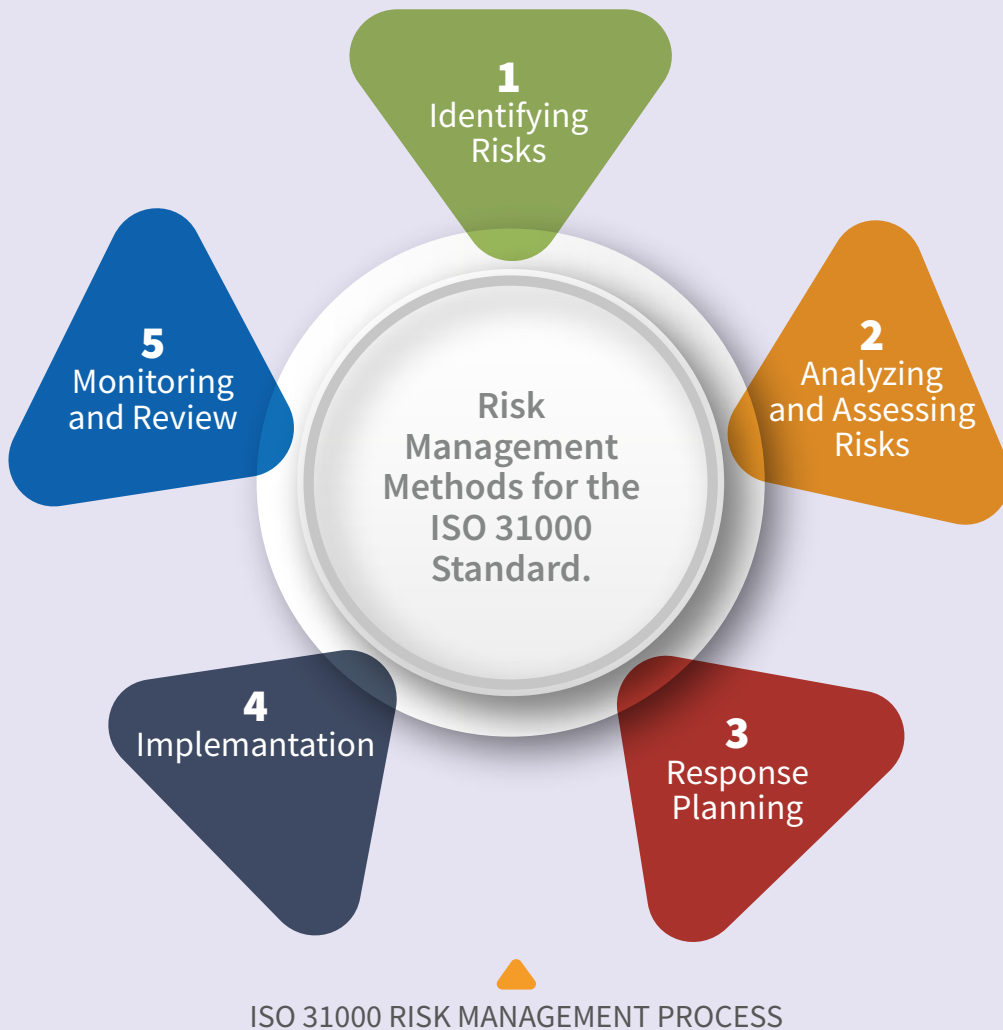 1
Identifying
Risks
2
Analyzing
and Assessing
Risks
3
Response
Planning
4
Implemantation
5
Monitoring
and Review
Risk
Management
Methods for the
ISO 31000
Standard.
ISO 31000 RISK MANAGEMENT PROCESS